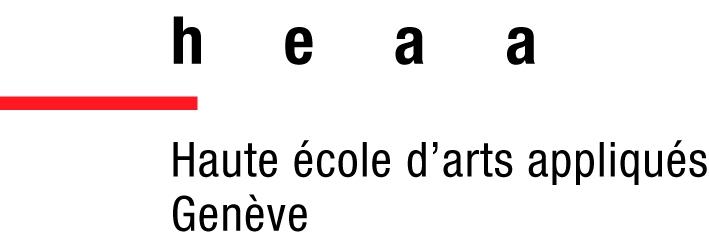 h e a a
Haute école d’arts appliqués
Genève